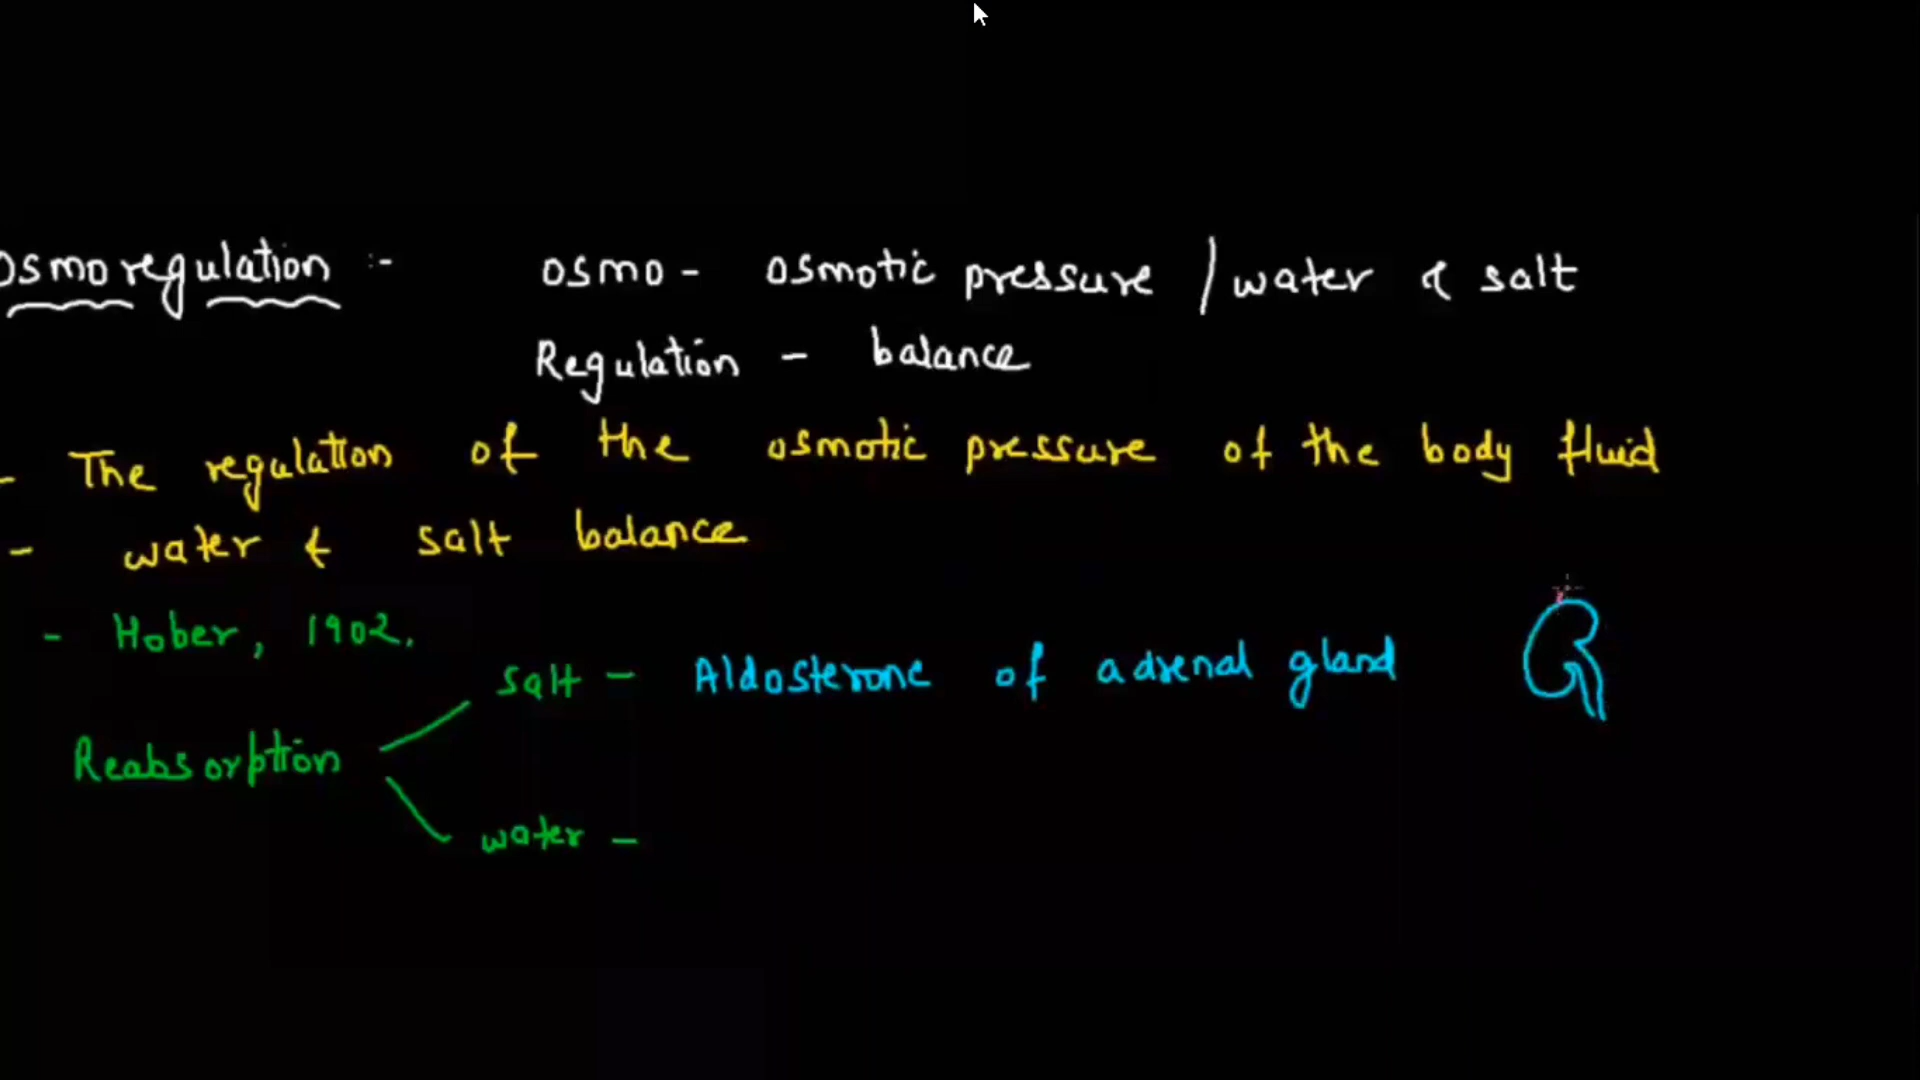 Osmoregulation :- Osmo - Osmotic pressure / water & salt
Regulation - balance
- The regulation of the osmotic pressure of the body fluid
- water & salt balance
- Hober, 1902.
salt - Aldosterone of adrenal gland
Reabsorption
water -